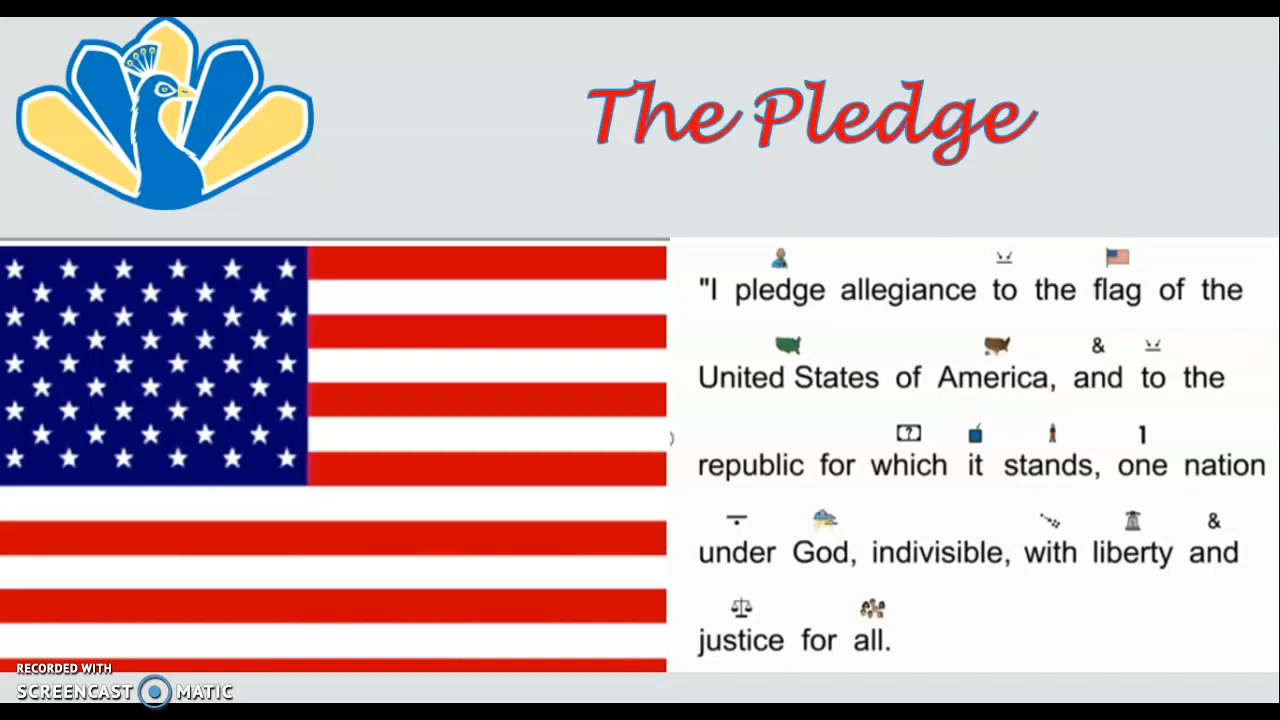 The Pledge
"I pledge allegiance to the flag of the
&
United States of America, and to the
? 1
republic for which it stands, one nation
&
under God, indivisible, with liberty and
justice for all.
RECORDED WITH
SCREENCAST MATIC